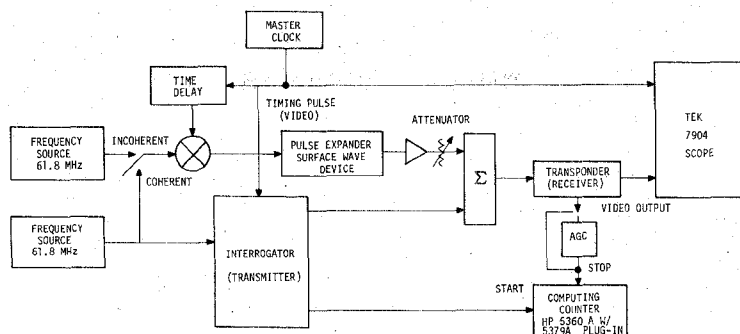 MASTER
CLOCK
TIME
DELAY
TIMING PULSE
(VIDEO)
ATTENUATOR
TEK
7904
SCOPE
FREQUENCY
SOURCE
61.8 MHz
INCOHERENT
COHERENT
PULSE EXPANDER
SURFACE WAVE
DEVICE
Σ
TRANSPONDER
(RECEIVER)
VIDEO OUTPUT
FREQUENCY
SOURCE
61.8 MHz
INTERROGATOR
(TRANSMITTER)
AGC
STOP
START
COMPUTING
COUNTER
HP 5360 A W/
5379A PLUG-IN